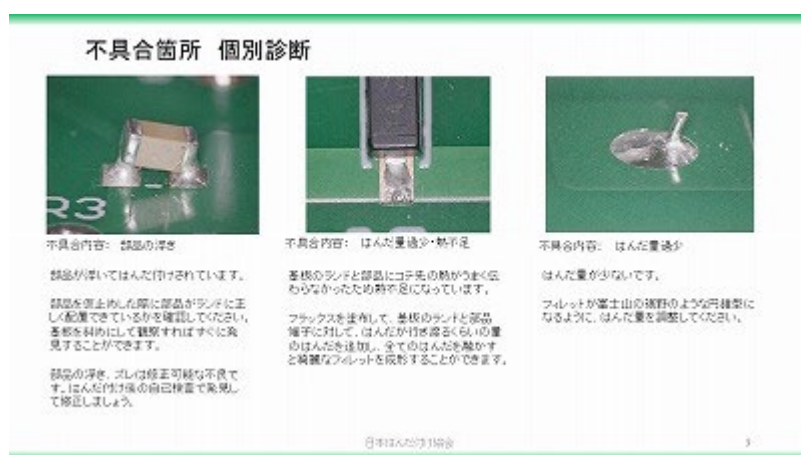 不具合箇所 個別診断
R3
不具合内容: 部品の浮き
部品が浮いてはんだ付けされています。
部品を仮止めした際に部品がランドに正
しく配置できているかを確認してください。
基板を斜めにして観察すればすぐに発
見することができます。
部品の浮き、ズレは修正可能な不良で
す。はんだ付け後の自己検査で発見し
て修正しましょう。
不具合内容: はんだ量過少・熱不足
基板のランドと部品にコテ先の熱がうまく伝
わらなかったため熱不足になっています。
フラックスを塗布して、基板のランドと部品
端子に対して、はんだが行き渡るくらいの量
のはんだを追加し、全てのはんだを融かす
と綺麗なフィレットを成形することができます。
不具合内容: はんだ量過少
はんだ量が少ないです。
フィレットが富士山の裾野のような円錐型に
なるように、はんだ量を調整してください。
日本はんだ付け協会